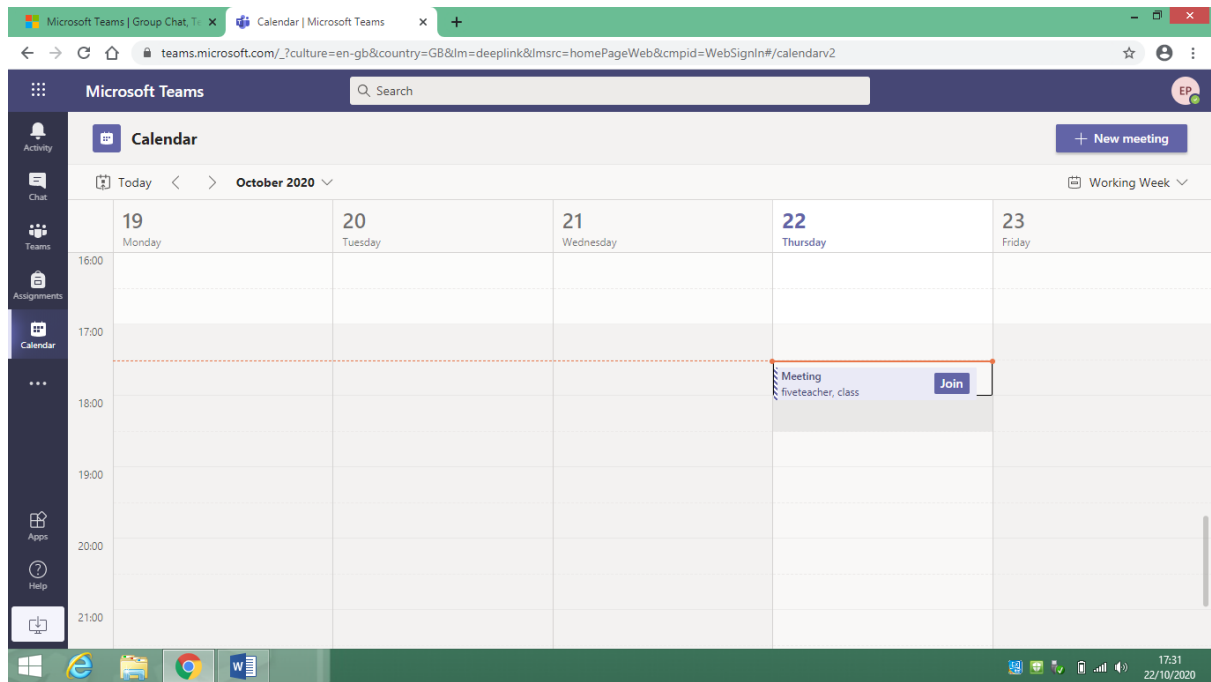 Microsoft Teams | Group Chat, Te
Calendar | Microsoft Teams
teams.microsoft.com/_?culture=en-gb&country=GB&lm=deeplink&lmsrc=homePageWeb&cmpid=WebSignIn#/calendarv2
Microsoft Teams
Search
EP
Activity
Chat
Teams
Assignments
Calendar
Apps
Help
Calendar
+ New meeting
Today
October 2020
Working Week
19
Monday
20
Tuesday
21
Wednesday
22
Thursday
23
Friday
16:00
17:00
Meeting
fiveteacher, class
Join
18:00
19:00
20:00
21:00
17:31
22/10/2020